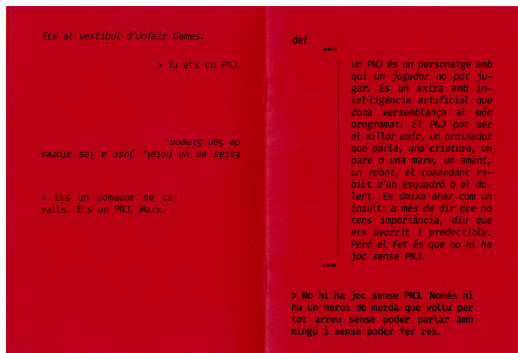 Ets al vestíbul d'Unfair Games.
> Tu ets un PNJ.
Estàs en un hotel, just a les afores
de San Simeon.
> Ets un domador de ca-
valls. Ets un PNJ, Marx.
def
"""
un PNJ és un personatge amb
qui un jugador no pot ju-
gar. És un extra amb in-
tel·ligència artificial que
dona versemblança al món
programat. El PNJ pot ser
el millor amic, un ordinador
que parla, una criatura, un
pare o una mare, un amant,
un robot, el comandant ra-
biüt d'un esquadró o el do-
lent. Es deixa anar com un
insult: a més de dir que no
tens importància, diu que
ets avorrit i predectible.
Però el fet és que no hi ha
joc sense PNJ.
"""
> No hi ha joc sense PNJ. Només hi
ha un heroi de merda que volta per
tot arreu sense poder parlar amb
ningú i sense poder fer res.